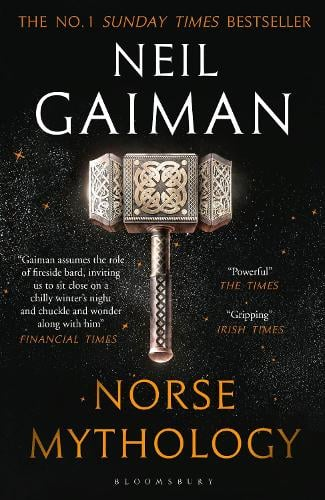 THE NO.1 SUNDAY TIMES BESTSELLER
NEIL
GAIMAN
"Gaiman assumes the role
of fireside bard, inviting
us to sit close on a
chilly winter's night
and chuckle and wonder
along with him"
FINANCIAL TIMES
"Powerful"
THE TIMES
"Gripping"
IRISH TIMES
NORSE
MYTHOLOGY
BLOOMSBURY